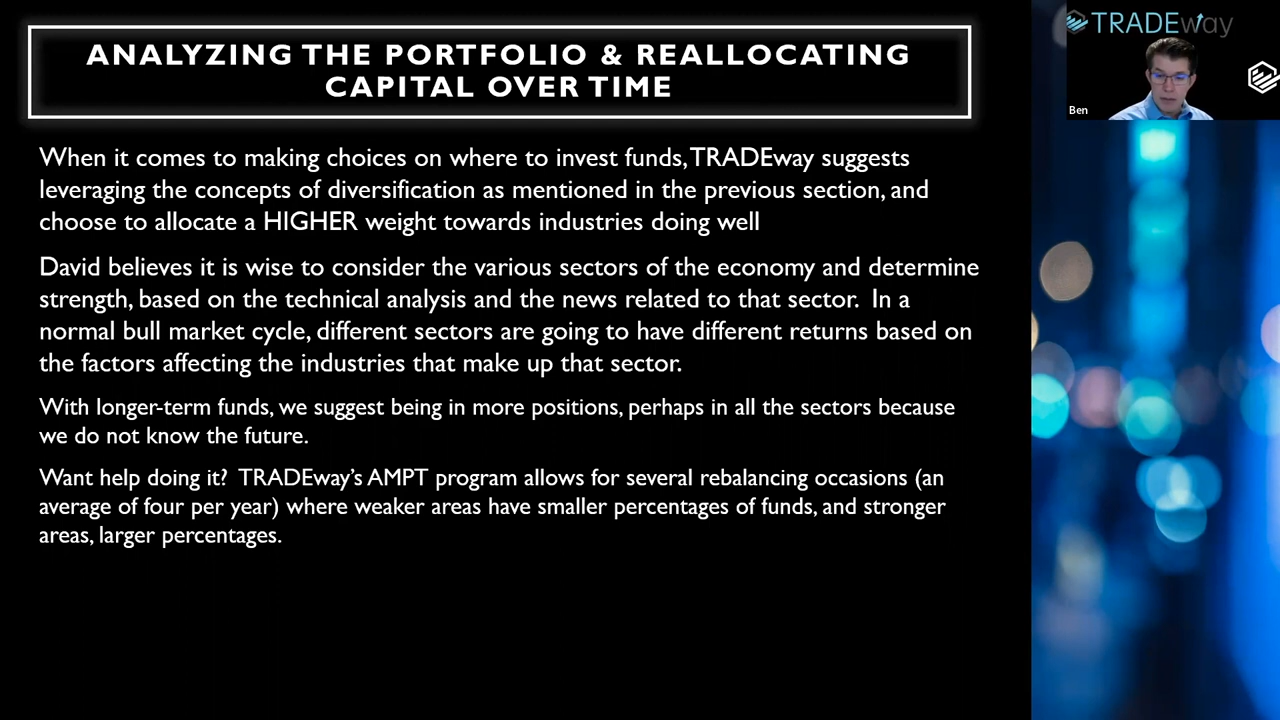 ANALYZING THE PORTFOLIO & REALLOCATING
CAPITAL OVER TIME
When it comes to making choices on where to invest funds, TRADEway suggests
leveraging the concepts of diversification as mentioned in the previous section, and
choose to allocate a HIGHER weight towards industries doing well
David believes it is wise to consider the various sectors of the economy and determine
strength, based on the technical analysis and the news related to that sector.  In a
normal bull market cycle, different sectors are going to have different returns based on
the factors affecting the industries that make up that sector.
With longer-term funds, we suggest being in more positions, perhaps in all the sectors because
we do not know the future.
Want help doing it?  TRADEway's AMPT program allows for several rebalancing occasions (an
average of four per year) where weaker areas have smaller percentages of funds, and stronger
areas, larger percentages.
TRADEway
Ben